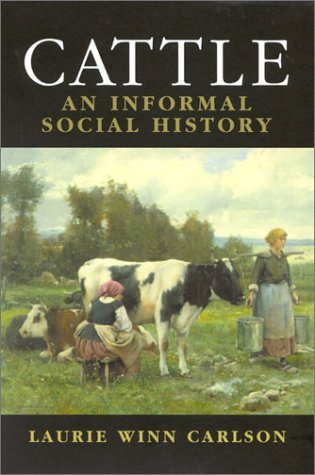 CATTLE
AN INFORMAL
SOCIAL HISTORY
LAURIE WINN CARLSON